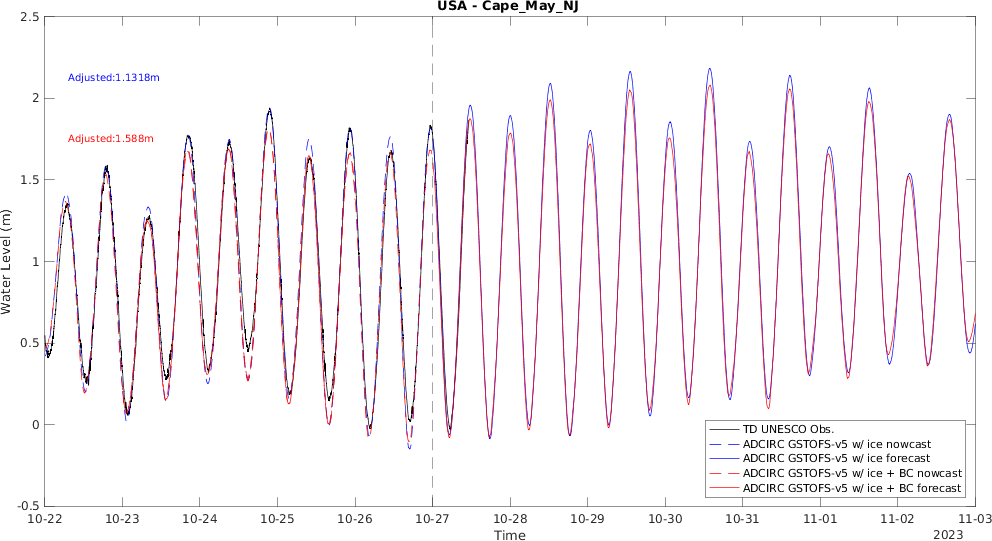 USA - Cape_May_NJ
2.5
2
1.5
1
0.5
0
-0.5
Water Level (m)
Adjusted:1.1318m
Adjusted:1.588m
TD UNESCO Obs.
ADCIRC GSTOFS-v5 w/ ice nowcast
ADCIRC GSTOFS-v5 w/ ice forecast
ADCIRC GSTOFS-v5 w/ ice + BC nowcast
ADCIRC GSTOFS-v5 w/ ice + BC forecast
10-22 10-23 10-24 10-25 10-26 10-27 10-28 10-29 10-30 10-31 11-01 11-02 11-03
Time
2023